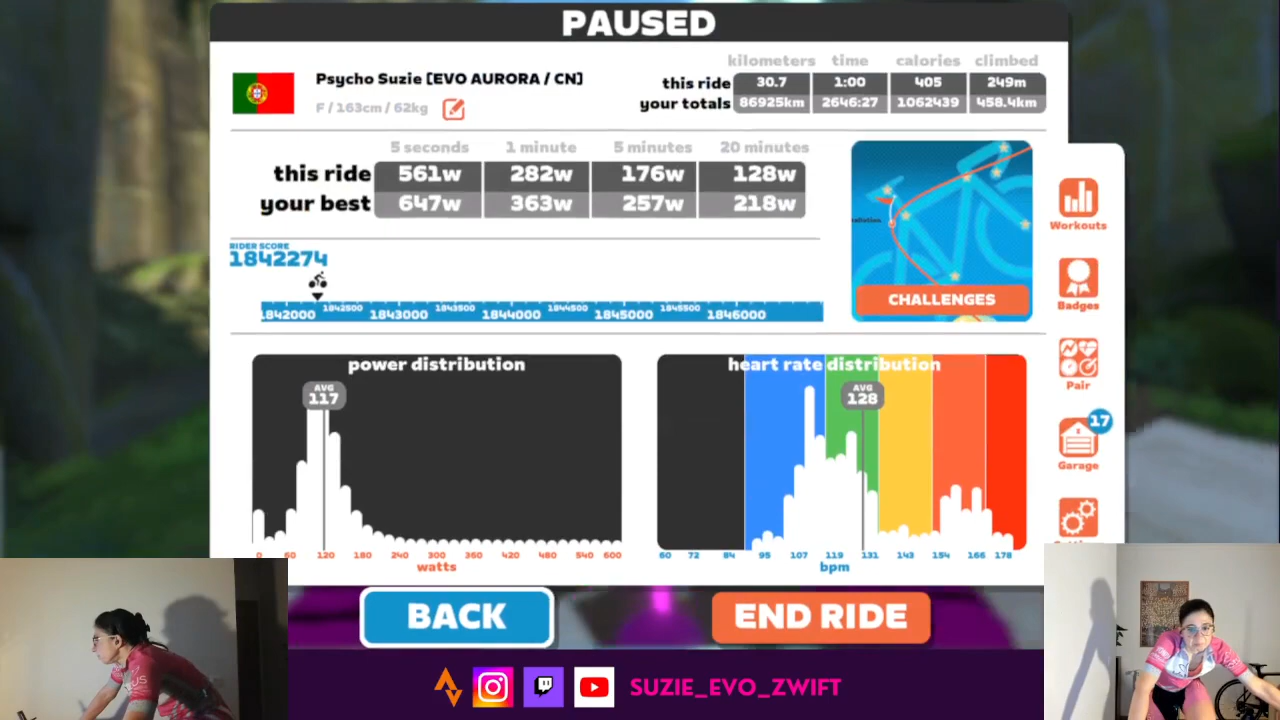 PAUSED
Psycho Suzie [EVO AURORA / CN]
F / 163cm / 62kg
kilometers time calories climbed
this ride 30.7 1:00 405 249m
your totals 86925km 2646:27 1062439 458.4km
5 seconds 1 minute 5 minutes 20 minutes
this ride 561w 282w 176w 128w
your best 647w 363w 257w 218w
RIDER SCORE
1842274
1842000 1842500 1843000 1843500 1844000 1844500 1845000 1845500 1846000
CHALLENGES
Workouts
Badges
Pair
17
Garage
power distribution
AVG
117
0 60 120 180 240 300 360 420 480 540 600
watts
heart rate distribution
AVG
128
60 72 84 95 107 119 131 143 154 166 178
bpm
BACK
END RIDE
SUZIE_EVO_ZWIFT